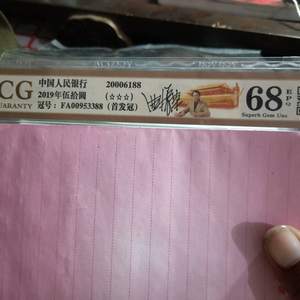 CG
UARANTY
中国人民银行 20006188
2019年伍拾圆 (☆☆☆)
冠号：FA00953388 (首发冠)
68
EPQ
Superb Gem Unc